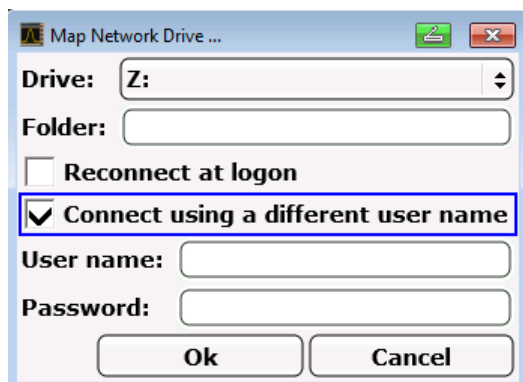 Map Network Drive ...
Drive: Z:
Folder:
Reconnect at logon
Connect using a different user name
User name:
Password:
Ok Cancel